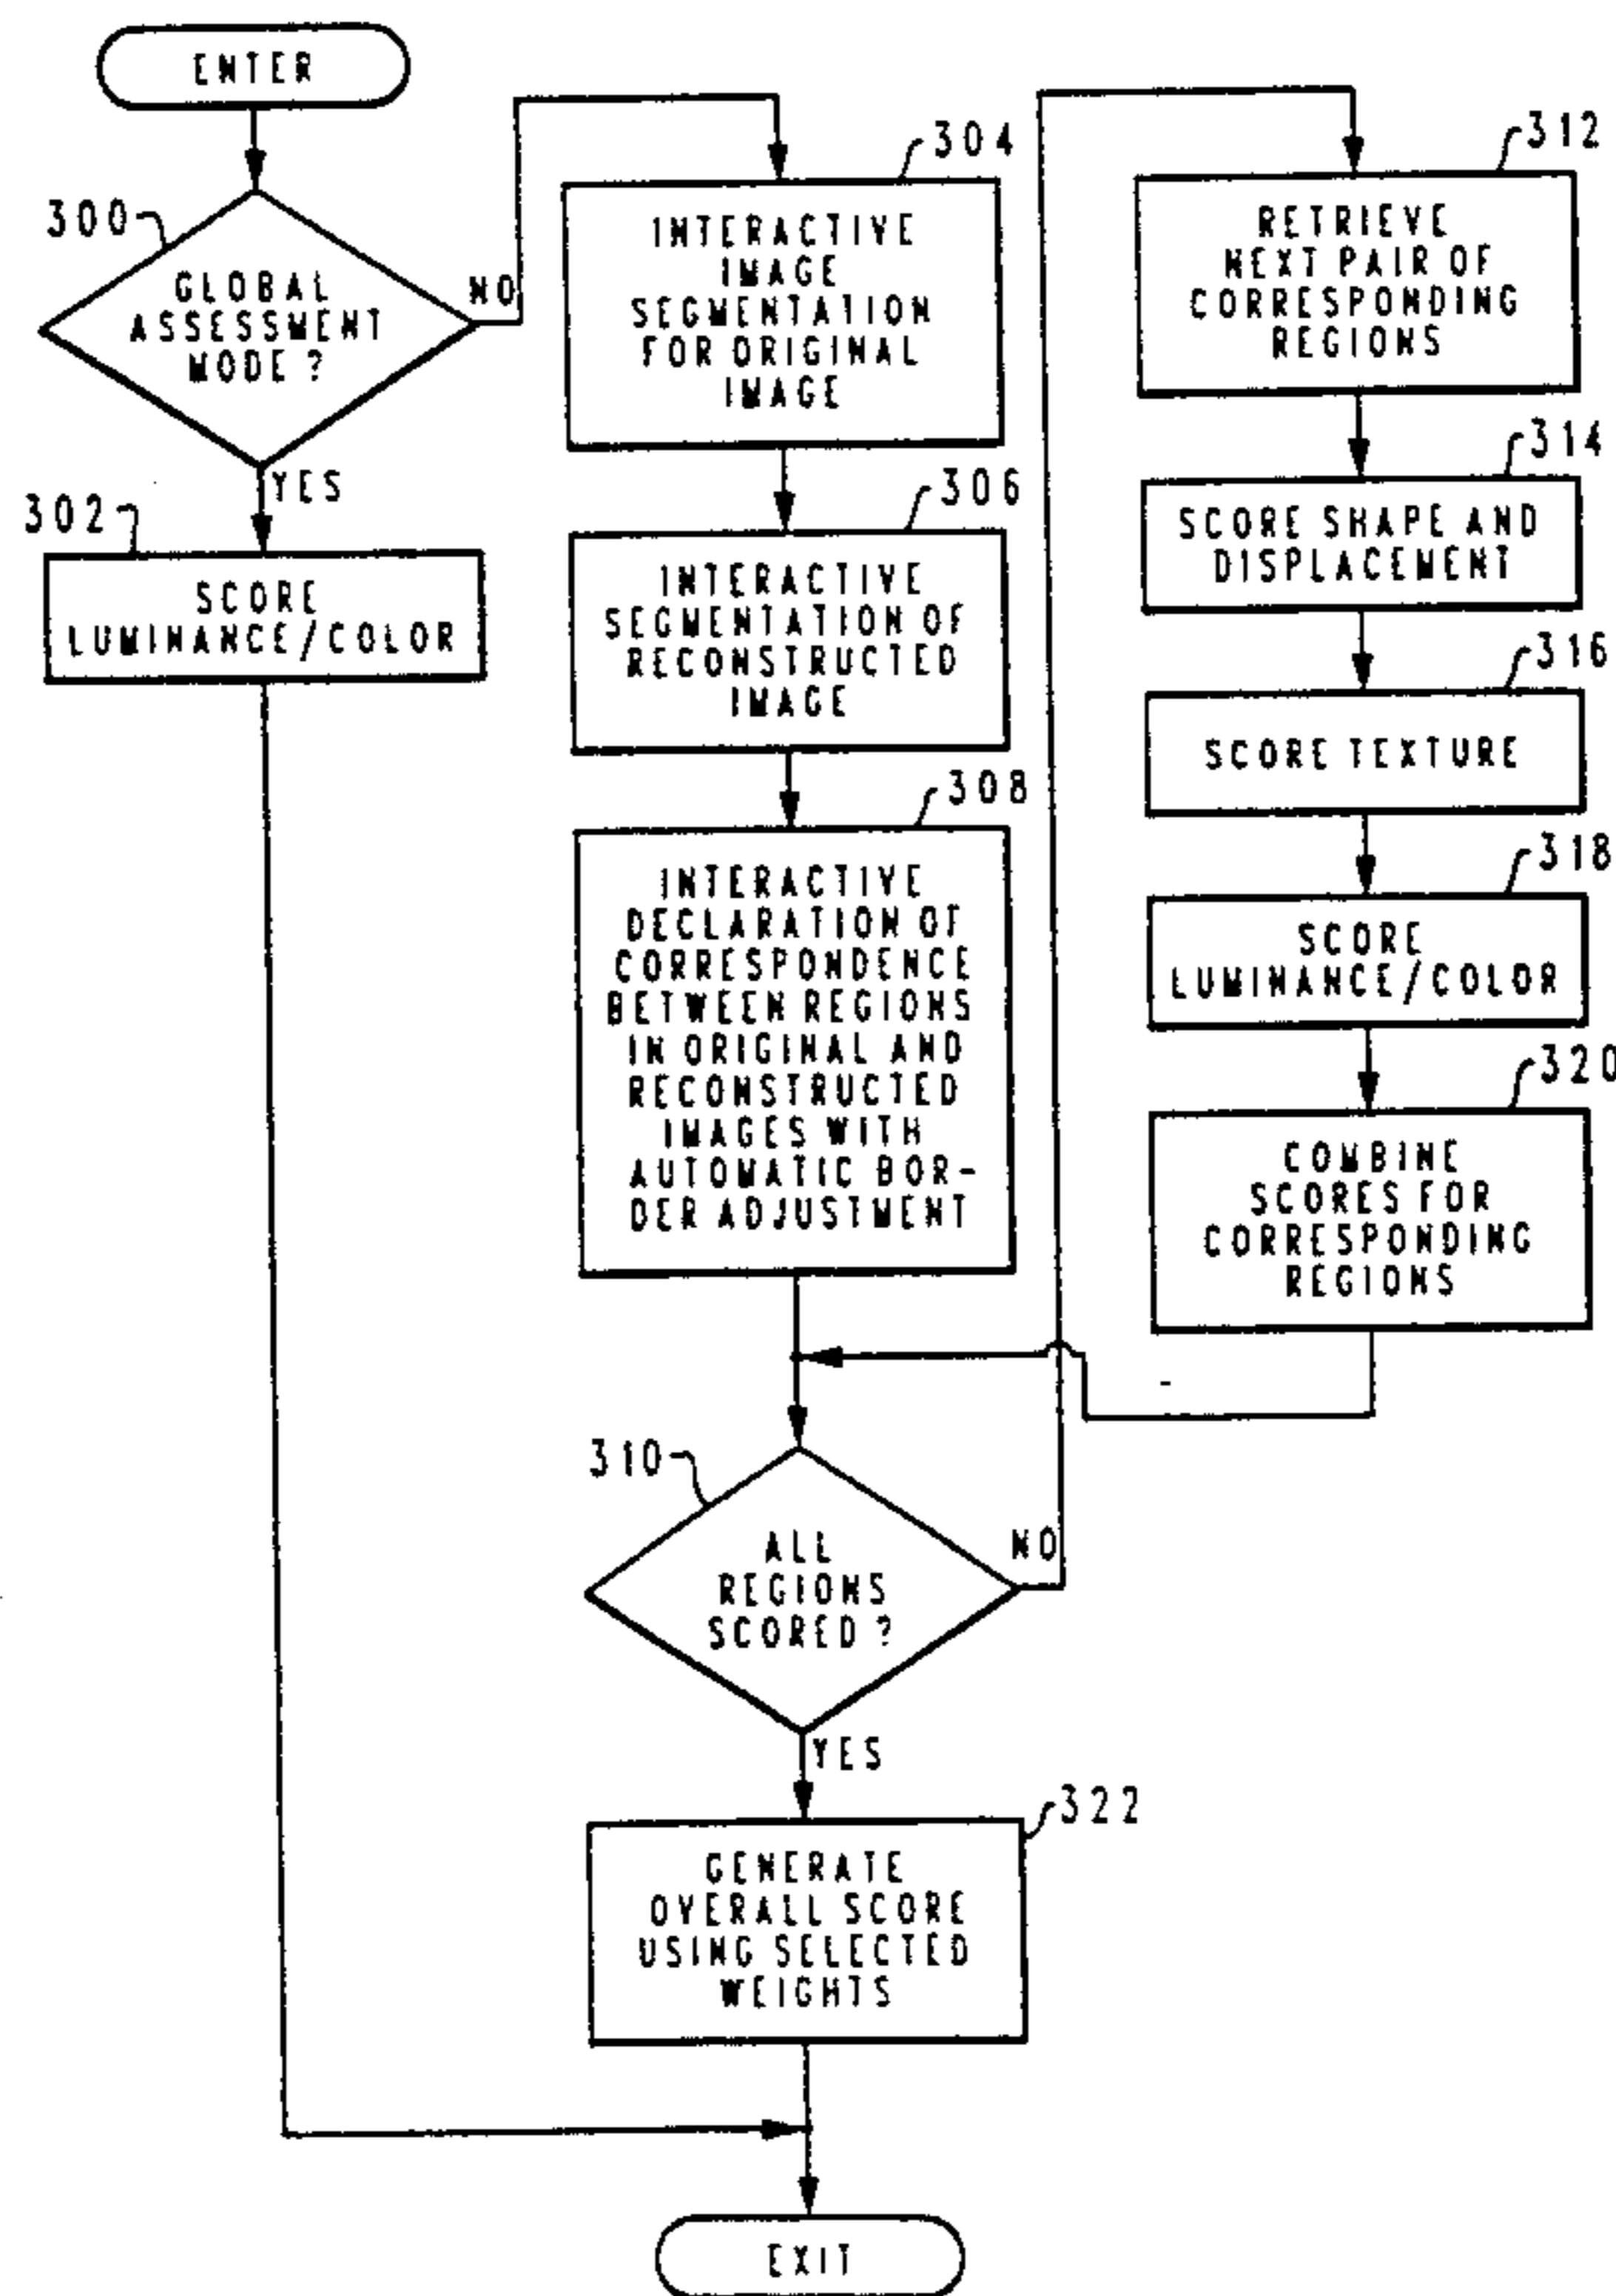 ENTER
300
GLOBAL
ASSESSMENT
MODE ?
NO
YES
302
SCORE
LUMINANCE/COLOR
304
INTERACTIVE
IMAGE
SEGMENTATION
FOR ORIGINAL
IMAGE
306
INTERACTIVE
SEGMENTATION OF
RECONSTRUCTED
IMAGE
308
INTERACTIVE
DECLARATION OF
CORRESPONDENCE
BETWEEN REGIONS
IN ORIGINAL AND
RECONSTRUCTED
IMAGES WITH
AUTOMATIC BOR-
DER ADJUSTMENT
310
ALL
REGIONS
SCORED ?
NO
YES
312
RETRIEVE
NEXT PAIR OF
CORRESPONDING
REGIONS
314
SCORE SHAPE AND
DISPLACEMENT
316
SCORE TEXTURE
318
SCORE
LUMINANCE/COLOR
320
COMBINE
SCORES FOR
CORRESPONDING
REGIONS
322
GENERATE
OVERALL SCORE
USING SELECTED
WEIGHTS
EXIT